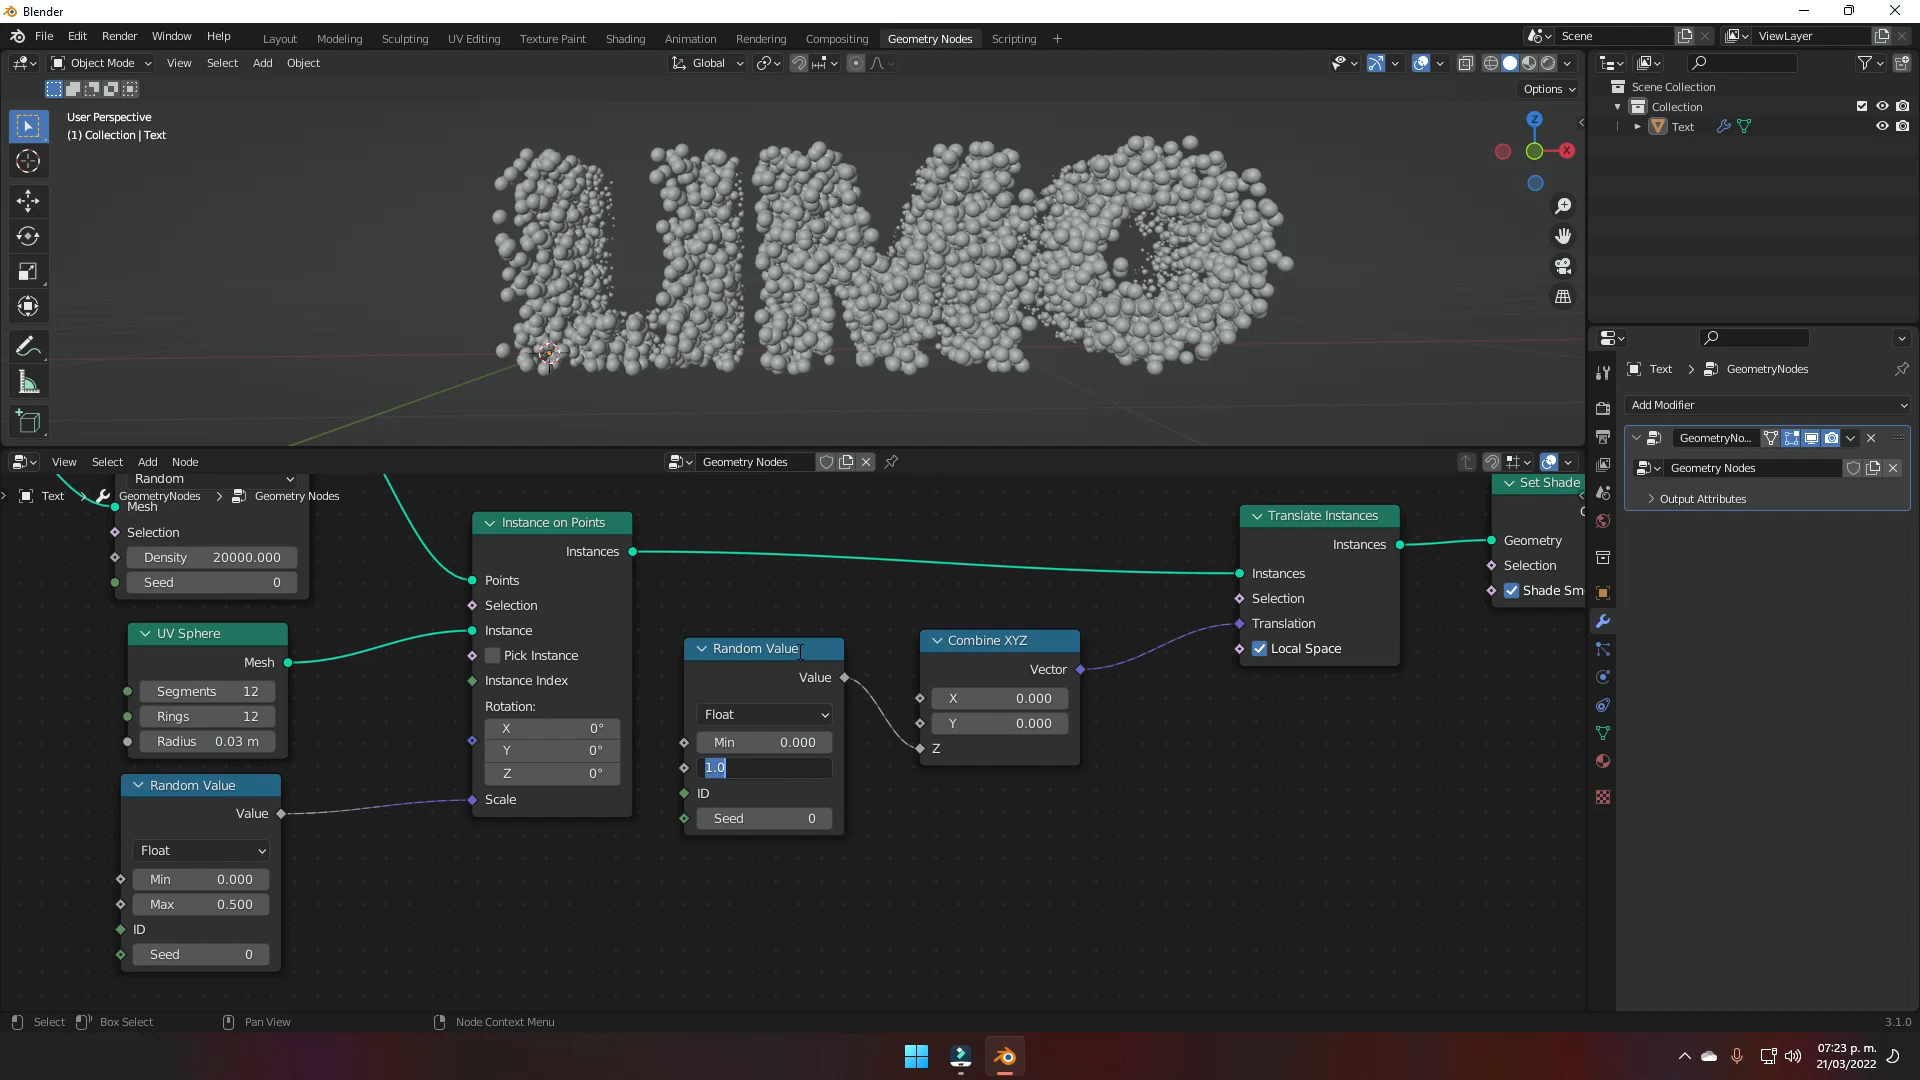 Blender
File Edit Render Window Help
Layout Modeling Sculpting UV Editing Texture Paint Shading Animation Rendering Compositing Geometry Nodes Scripting +
Scene
ViewLayer
Object Mode
View Select Add Object
Global
Options
User Perspective
(1) Collection | Text
Z
X
Scene Collection
Collection
Text
Text > GeometryNodes
Add Modifier
GeometryNo...
Geometry Nodes
Output Attributes
View Select Add Node
Geometry Nodes
Text > GeometryNodes > Geometry Nodes
Random
Mesh
Selection
Density 20000.000
Seed 0
UV Sphere
Mesh
Segments 12
Rings 12
Radius 0.03 m
Random Value
Value
Float
Min 0.000
Max 0.500
ID
Seed 0
Instance on Points
Instances
Points
Selection
Instance
Pick Instance
Instance Index
Rotation:
X 0°
Y 0°
Z 0°
Scale
Random Value
Value
Float
Min 0.000
1.0
ID
Seed 0
Combine XYZ
Vector
X 0.000
Y 0.000
Z
Translate Instances
Instances
Instances
Selection
Translation
Local Space
Set Shade
Geometry
Selection
Shade Sm
Select Box Select Pan View Node Context Menu
3.1.0
07:23 p. m.
21/03/2022